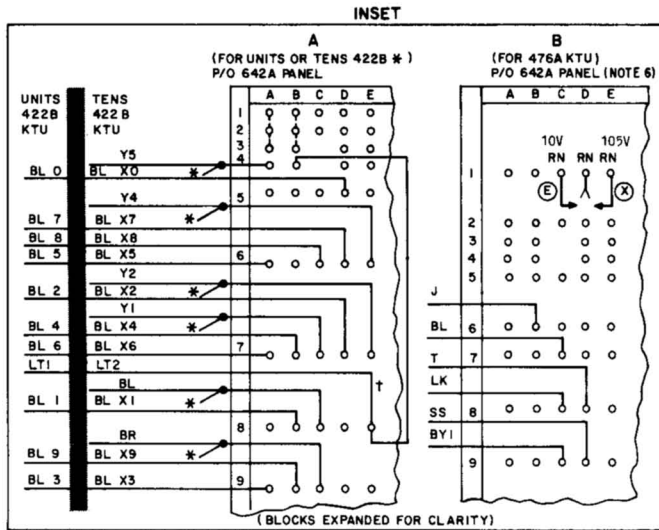 INSET
A
(FOR UNITS OR TENS 422B *)
P/O 642A PANEL
B
(FOR 476A KTU)
P/O 642A PANEL (NOTE 6)
UNITS
422B
KTU
TENS
422B
KTU
A B C D E
1
2
3
4
5
6
7
8
9
Y5
BL 0 BL X0 *
Y4
BL 7 BL X7 *
BL 8 BL X8
BL 5 BL X5
Y2
BL 2 BL X2 *
Y1
BL 4 BL X4 *
BL 6 BL X6
LT1 LT2
†
BL
BL 1 BL X1 *
BR
BL 9 BL X9 *
BL 3 BL X3
A B C D E
10V 105V
RN RN RN
1
E X
2
3
4
5
J
BL 6
T 7
LK
SS 8
BY1
9
(BLOCKS EXPANDED FOR CLARITY)